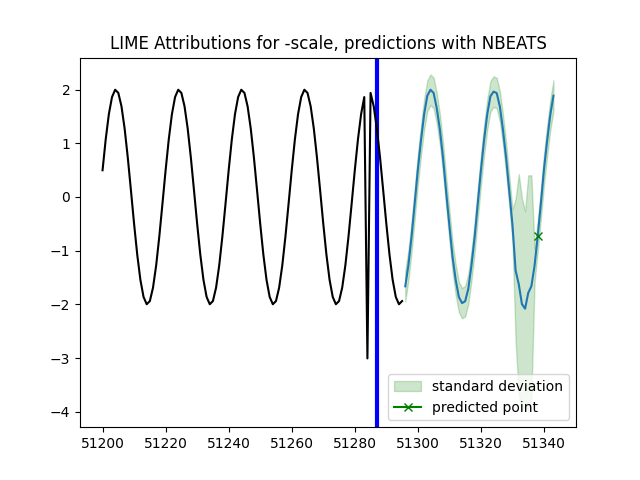 LIME Attributions for -scale, predictions with NBEATS
2
1
0
−1
−2
−3
−4
standard deviation
predicted point
51200 51220 51240 51260 51280 51300 51320 51340